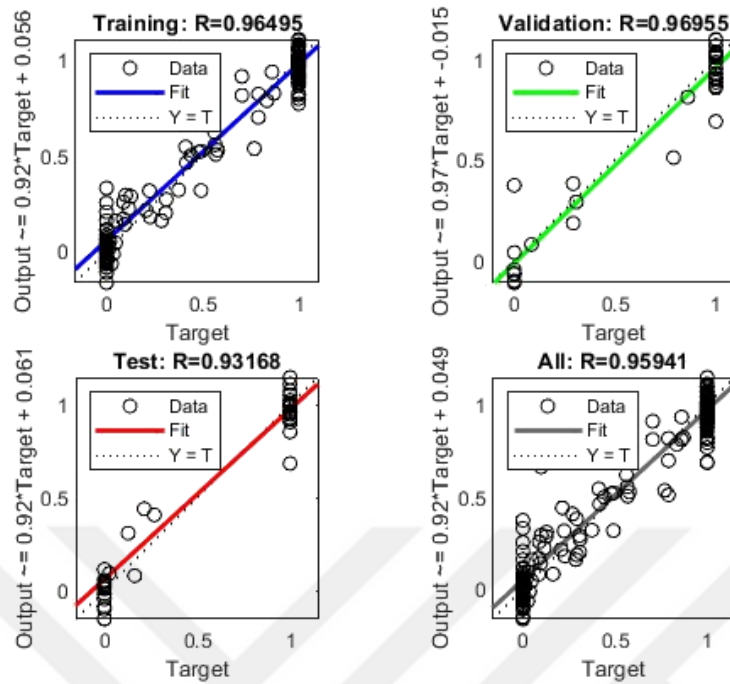 Training: R=0.96495
Output ~= 0.92*Target + 0.056
1
0.5
0
Data
Fit
Y = T
0
0.5
1
Target
Validation: R=0.96955
Output ~= 0.97*Target + -0.015
1
0.5
0
Data
Fit
Y = T
0
0.5
1
Target
Test: R=0.93168
Output ~= 0.92*Target + 0.061
1
0.5
0
Data
Fit
Y = T
0
0.5
1
Target
All: R=0.95941
Output ~= 0.92*Target + 0.049
1
0.5
0
Data
Fit
Y = T
0
0.5
1
Target